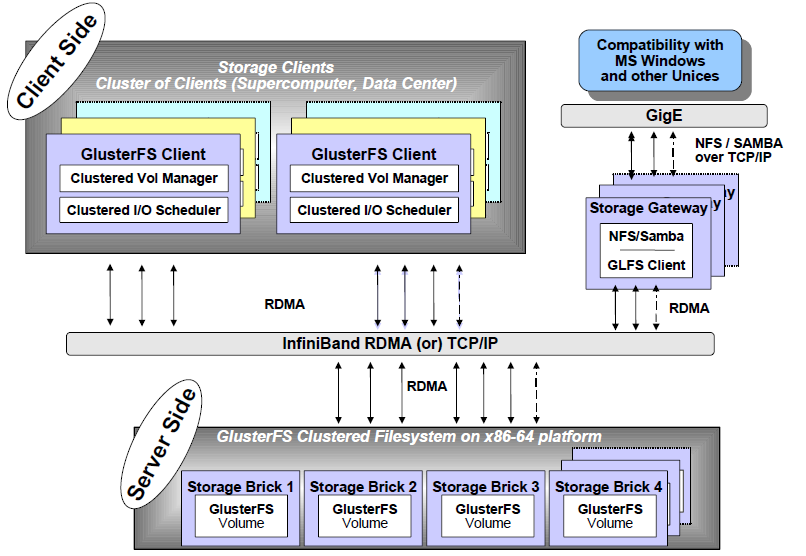 Client Side
Storage Clients
Cluster of Clients (Supercomputer, Data Center)
GlusterFS Client
Clustered Vol Manager
Clustered I/O Scheduler
GlusterFS Client
Clustered Vol Manager
Clustered I/O Scheduler
Compatibility with
MS Windows
and other Unices
GigE
NFS / SAMBA
over TCP/IP
Storage Gateway
NFS/Samba
GLFS Client
RDMA
RDMA
InfiniBand RDMA (or) TCP/IP
RDMA
Server Side
GlusterFS Clustered Filesystem on x86-64 platform
Storage Brick 1
GlusterFS
Volume
Storage Brick 2
GlusterFS
Volume
Storage Brick 3
GlusterFS
Volume
Storage Brick 4
GlusterFS
Volume